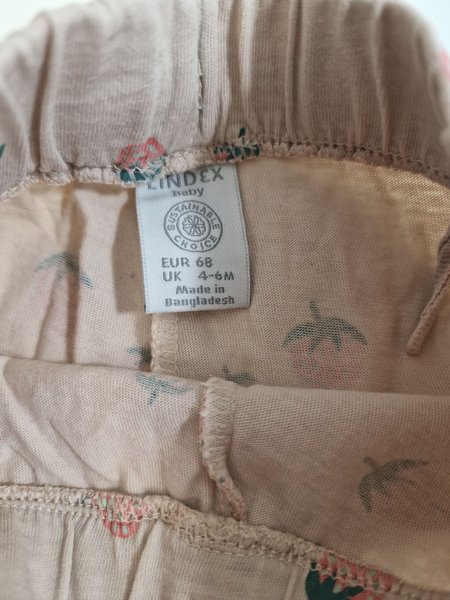 LINDEX
Baby
SUSTAINABLE
CHOICE
EUR 68
UK 4-6M
Made in
Bangladesh